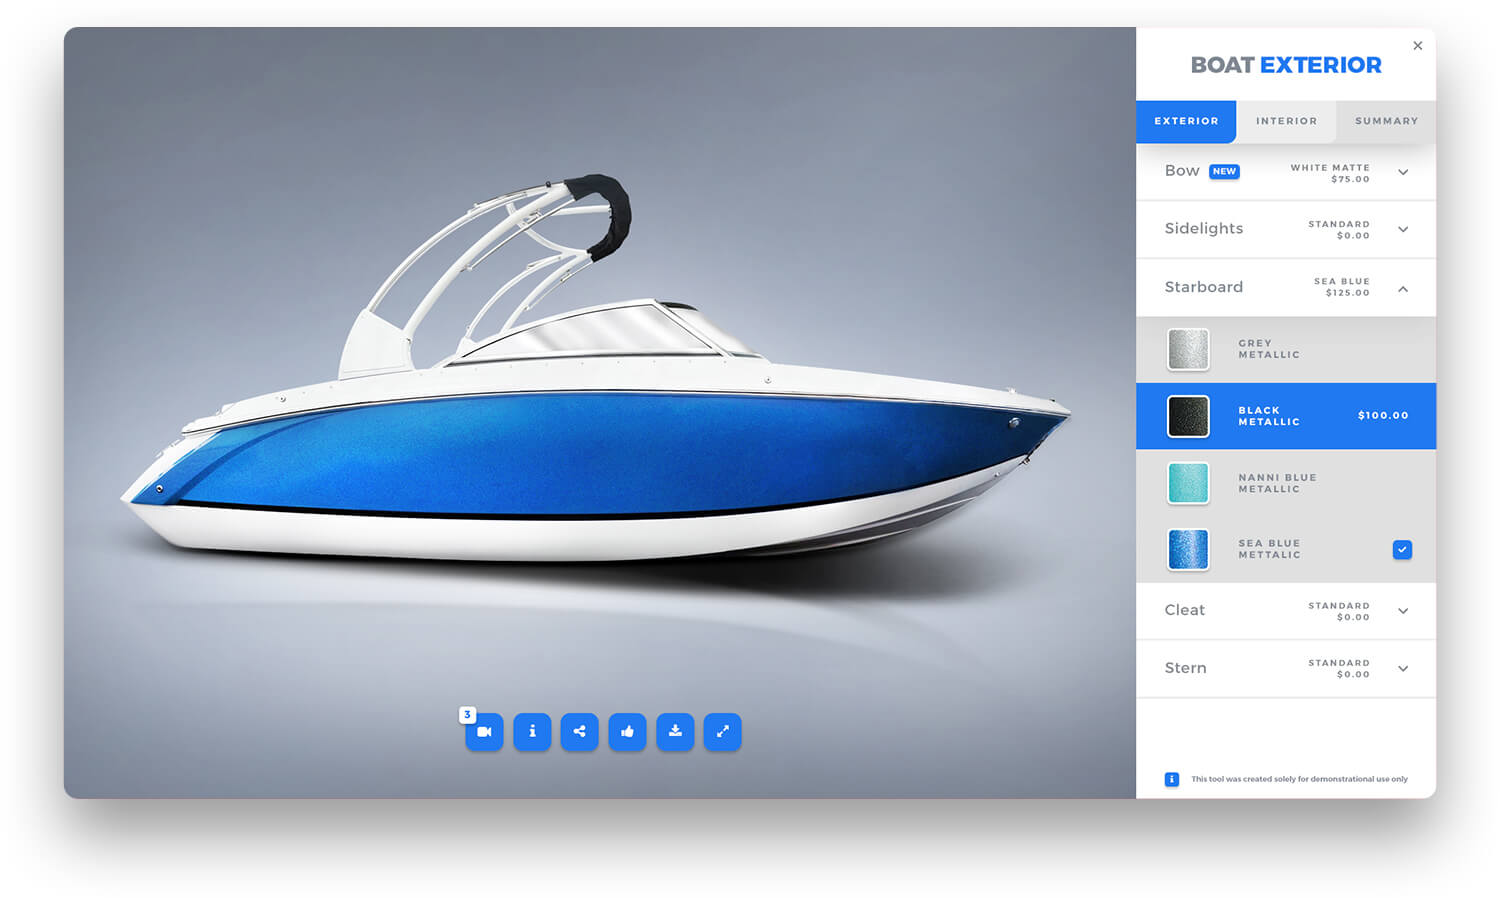 BOAT EXTERIOR
EXTERIOR
INTERIOR
SUMMARY
Bow NEW
WHITE MATTE
$75.00
Sidelights
STANDARD
$0.00
Starboard
SEA BLUE
$125.00
GREY
METALLIC
BLACK
METALLIC
$100.00
NANNI BLUE
METALLIC
SEA BLUE
METTALIC
Cleat
STANDARD
$0.00
Stern
STANDARD
$0.00
3
This tool was created solely for demonstrational use only